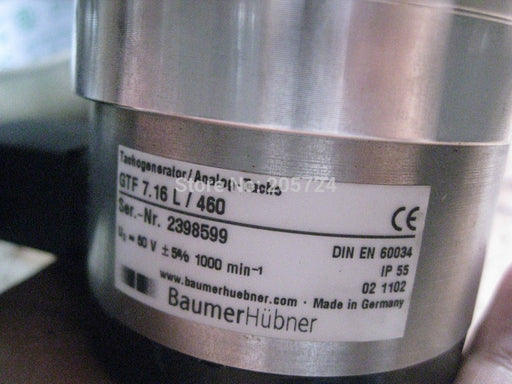 Tachogenerator / Analog Tacho
GTF 7.16 L / 460
Ser.-Nr. 2398599
U₀ = 60 V ± 5% 1000 min⁻¹
CE
DIN EN 60034
IP 55
02 1102
www.baumerhuebner.com · Made in Germany
BaumerHübner
Store No: 205724